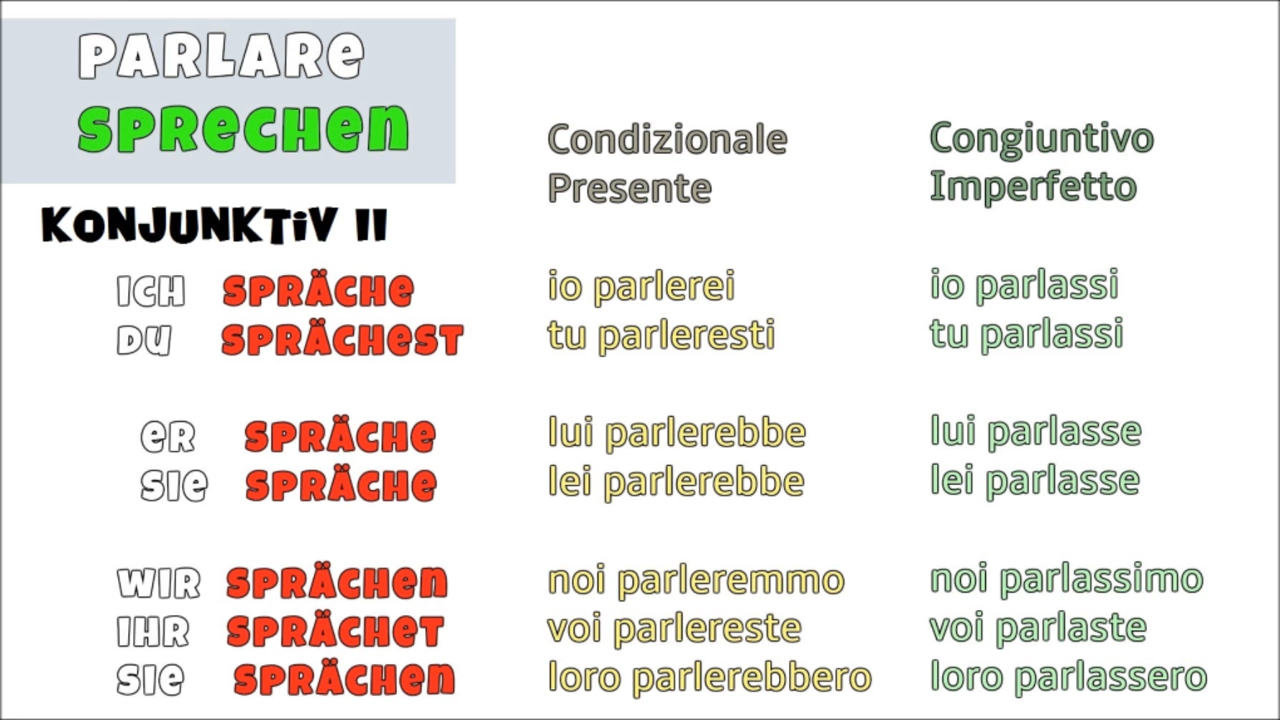 PARLARE
SPRECHEN
KONJUNKTIV II
Condizionale Presente
Congiuntivo Imperfetto
ICH SPRÄCHE io parlerei io parlassi
DU SPRÄCHEST tu parleresti tu parlassi
ER SPRÄCHE lui parlerebbe lui parlasse
SIE SPRÄCHE lei parlerebbe lei parlasse
WIR SPRÄCHEN noi parleremmo noi parlassimo
IHR SPRÄCHET voi parlereste voi parlaste
SIE SPRÄCHEN loro parlerebbero loro parlassero